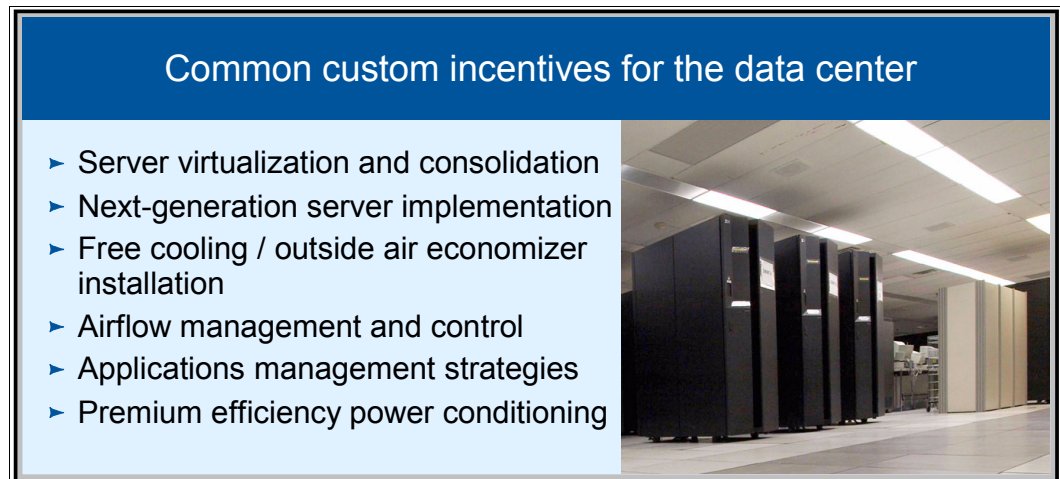 Common custom incentives for the data center
► Server virtualization and consolidation
► Next-generation server implementation
► Free cooling / outside air economizer
installation
► Airflow management and control
► Applications management strategies
► Premium efficiency power conditioning